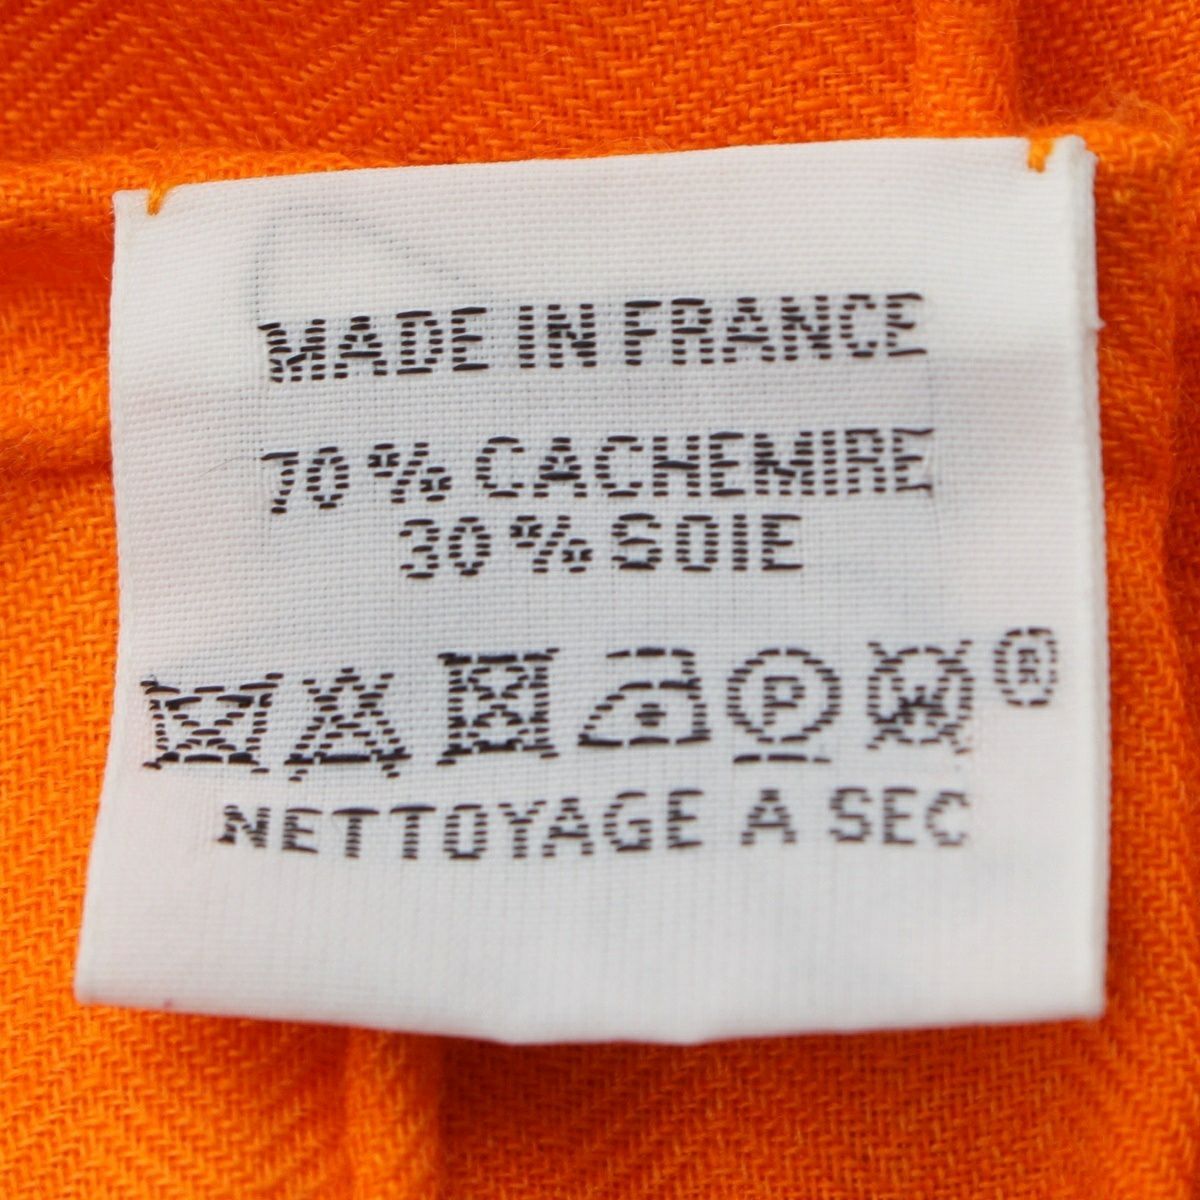 MADE IN FRANCE
70% CACHEMIRE
30% SOIE
P W ®
NETTOYAGE A SEC